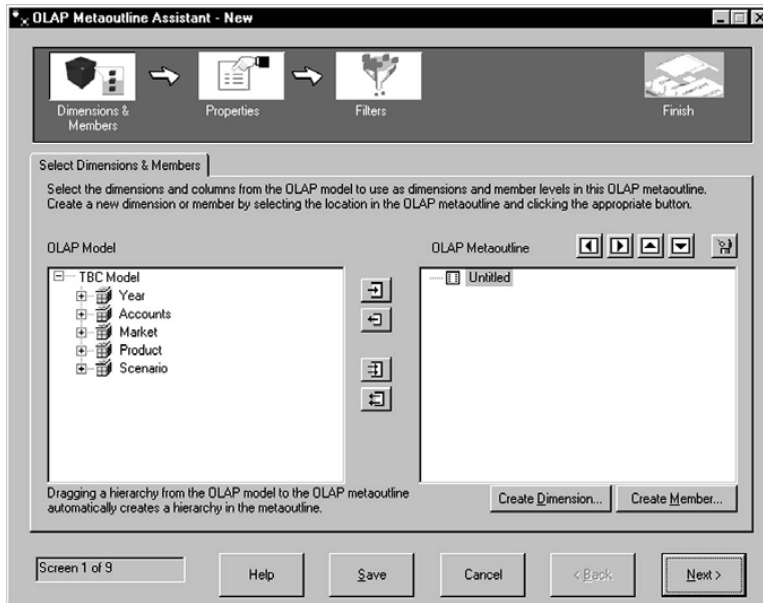 OLAP Metaoutline Assistant - New
Dimensions &
Members
Properties
Filters
Finish
Select Dimensions & Members
Select the dimensions and columns from the OLAP model to use as dimensions and member levels in this OLAP metaoutline.
Create a new dimension or member by selecting the location in the OLAP metaoutline and clicking the appropriate button.
OLAP Model
OLAP Metaoutline
TBC Model
Year
Accounts
Market
Product
Scenario
Untitled
Dragging a hierarchy from the OLAP model to the OLAP metaoutline
automatically creates a hierarchy in the metaoutline.
Create Dimension...
Create Member...
Screen 1 of 9
Help
Save
Cancel
< Back
Next >